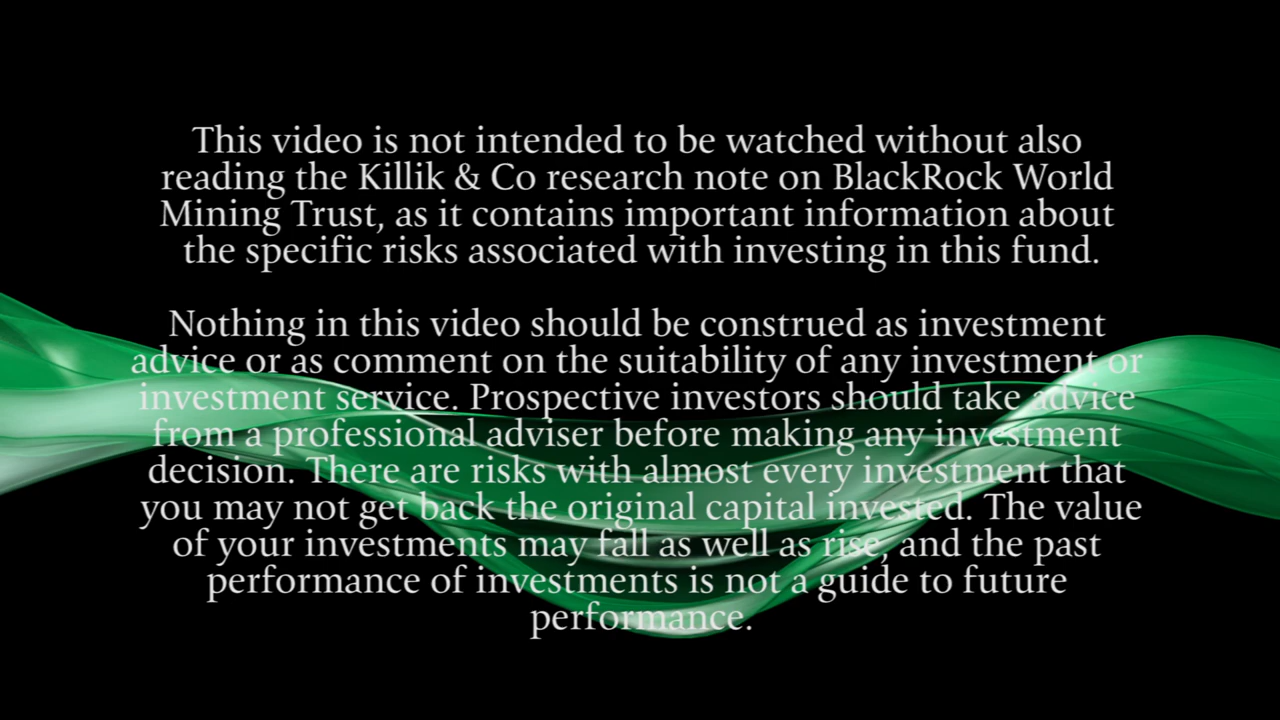 This video is not intended to be watched without also
reading the Killik & Co research note on BlackRock World
Mining Trust, as it contains important information about
the specific risks associated with investing in this fund.
Nothing in this video should be construed as investment
advice or as comment on the suitability of any investment or
investment service. Prospective investors should take advice
from a professional adviser before making any investment
decision. There are risks with almost every investment that
you may not get back the original capital invested. The value
of your investments may fall as well as rise, and the past
performance of investments is not a guide to future
performance.